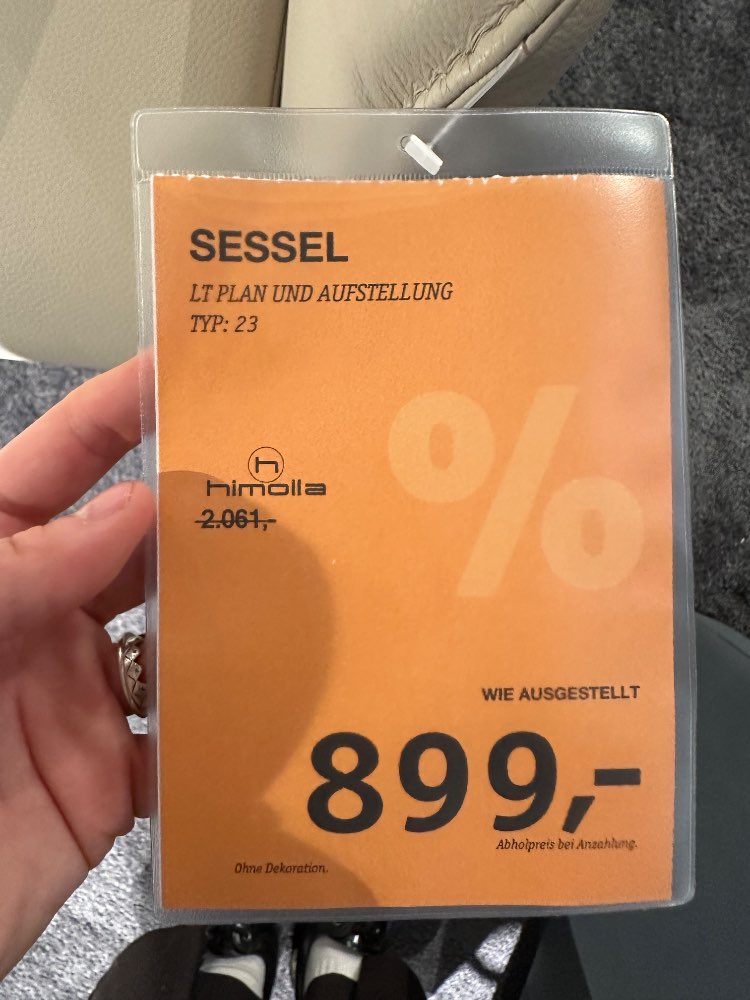 SESSEL
LT PLAN UND AUFSTELLUNG
TYP: 23
%
h
himolla
2.061,-
WIE AUSGESTELLT
899,-
Abholpreis bei Anzahlung.
Ohne Dekoration.